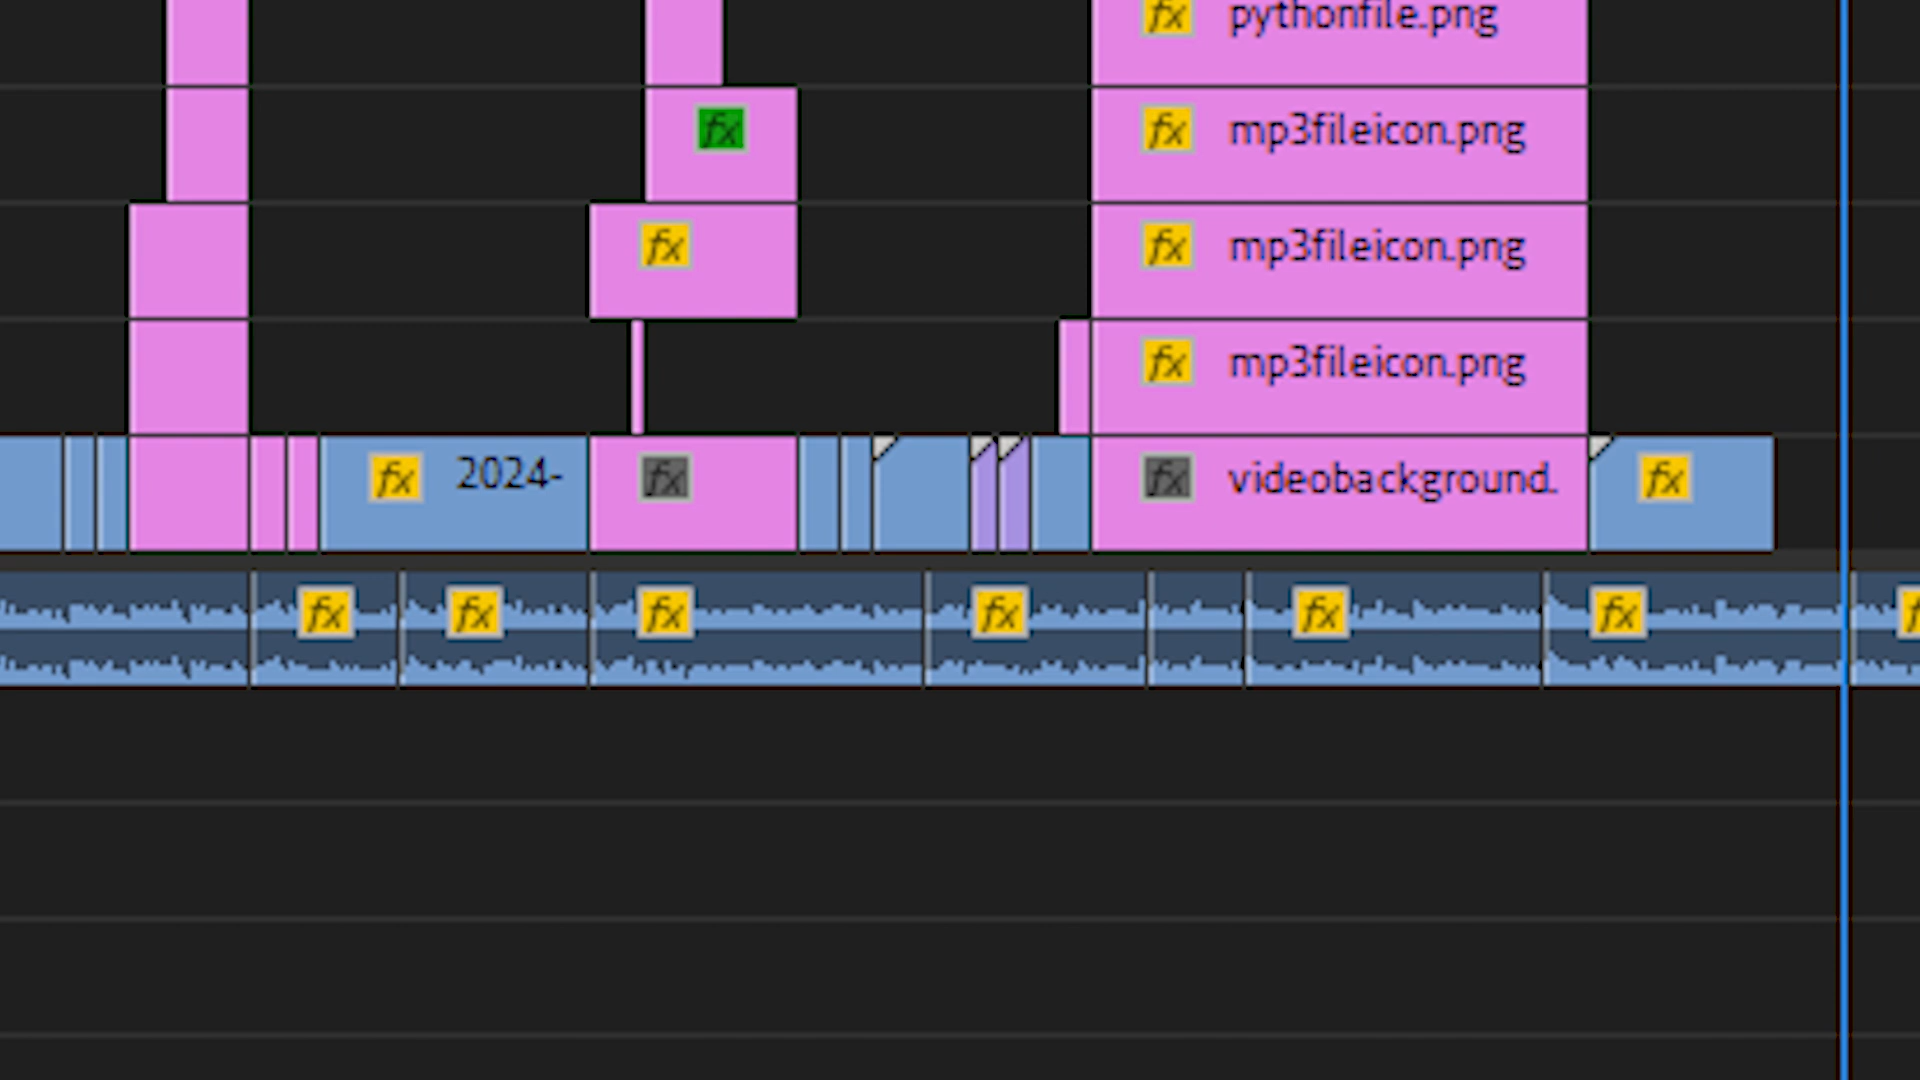 fx pythonfile.png
fx fx mp3fileicon.png
fx fx mp3fileicon.png
fx mp3fileicon.png
fx 2024- fx fx videobackground. fx
fx fx fx fx fx fx